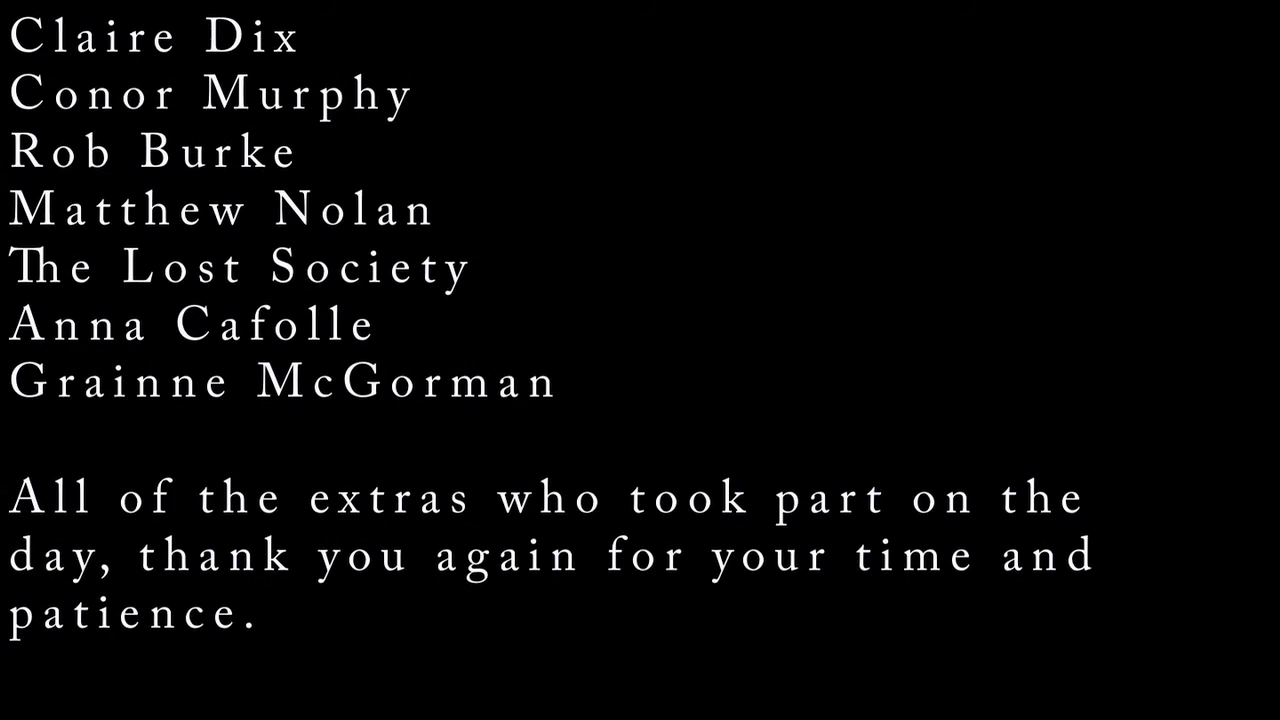 Claire Dix
Conor Murphy
Rob Burke
Matthew Nolan
The Lost Society
Anna Cafolle
Grainne McGorman
All of the extras who took part on the
day, thank you again for your time and
patience.